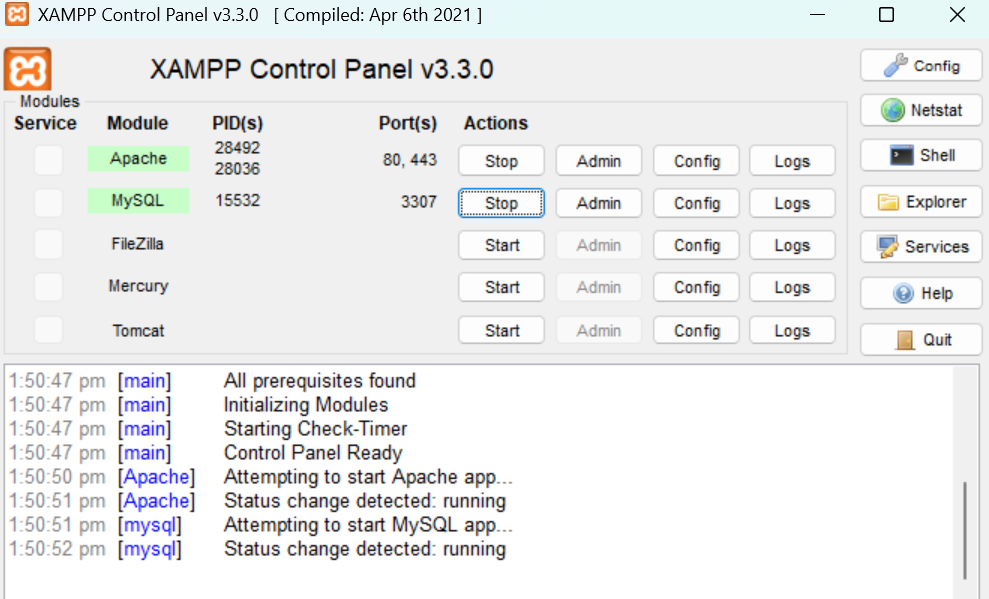 XAMPP Control Panel v3.3.0 [ Compiled: Apr 6th 2021 ]
XAMPP Control Panel v3.3.0
Config
Modules
Service Module PID(s) Port(s) Actions
Netstat
Apache 28492 28036 80, 443 Stop Admin Config Logs
Shell
MySQL 15532 3307 Stop Admin Config Logs
Explorer
FileZilla Start Admin Config Logs
Services
Mercury Start Admin Config Logs
Help
Tomcat Start Admin Config Logs
Quit
1:50:47 pm [main] All prerequisites found
1:50:47 pm [main] Initializing Modules
1:50:47 pm [main] Starting Check-Timer
1:50:47 pm [main] Control Panel Ready
1:50:50 pm [Apache] Attempting to start Apache app...
1:50:51 pm [Apache] Status change detected: running
1:50:51 pm [mysql] Attempting to start MySQL app...
1:50:52 pm [mysql] Status change detected: running